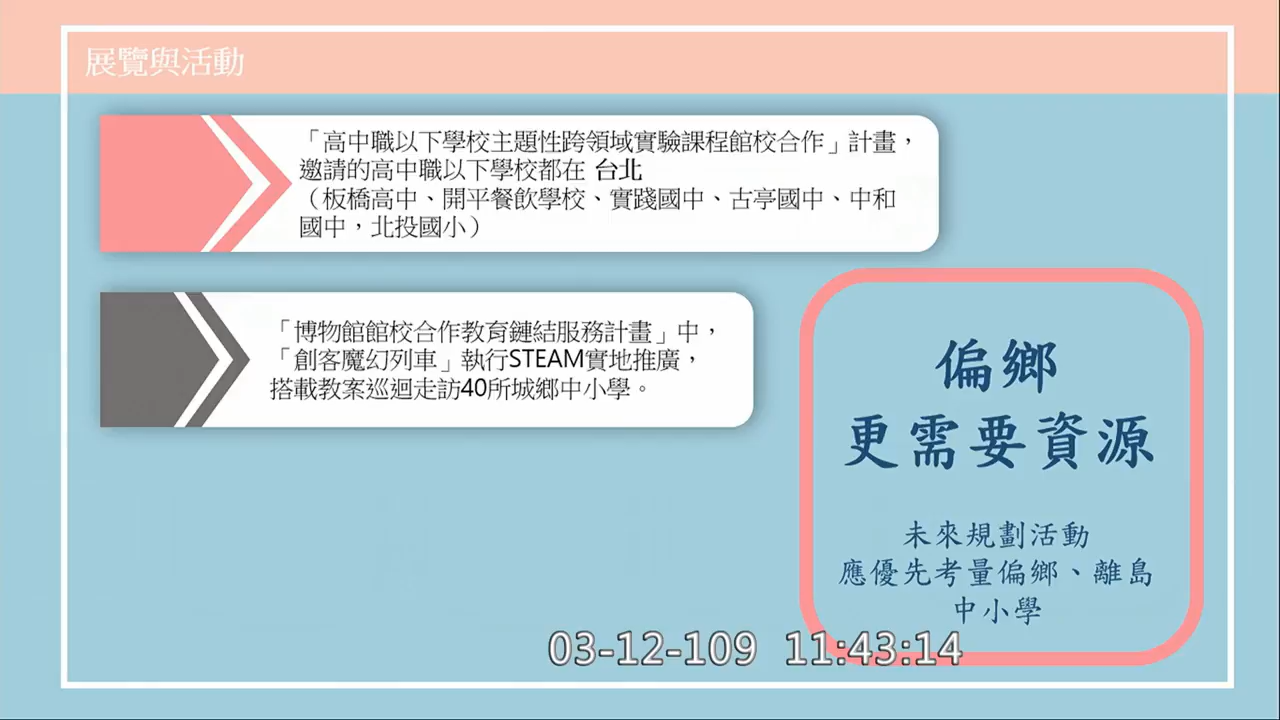 展覽與活動
「高中職以下學校主題性跨領域實驗課程館校合作」計畫，
邀請的高中職以下學校都在 台北
（板橋高中、開平餐飲學校、實踐國中、古亭國中、中和
國中，北投國小）
「博物館館校合作教育鏈結服務計畫」中，
「創客魔幻列車」執行STEAM實地推廣，
搭載教案巡迴走訪40所城鄉中小學。
偏鄉
更需要資源
未來規劃活動
應優先考量偏鄉、離島
中小學
03-12-109 11:43:14